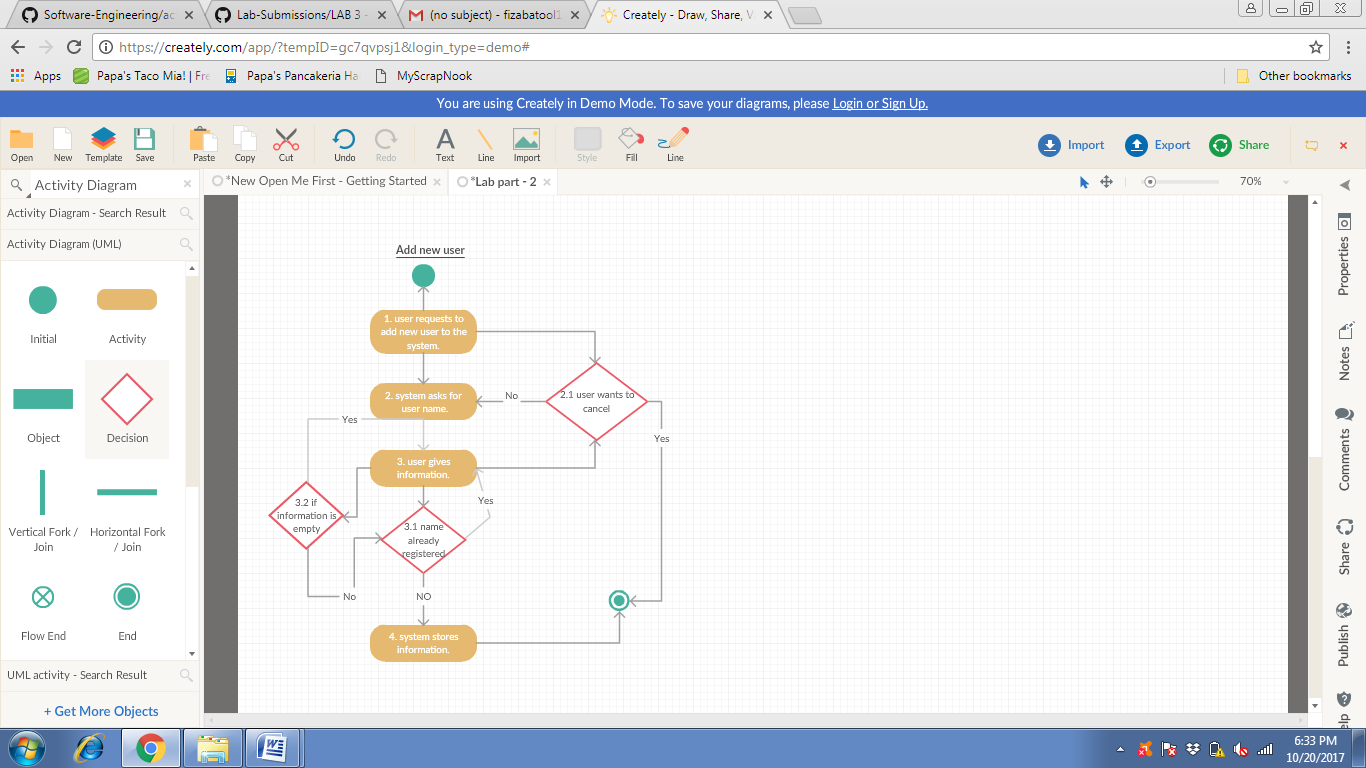 Software-Engineering/ac
Lab-Submissions/LAB 3 -
(no subject) - fizabatool1
Creately - Draw, Share, V
https://creately.com/app/?tempID=gc7qvpsj1&login_type=demo#
Apps
Papa's Taco Mia! | Fre
Papa's Pancakeria Ha
MyScrapNook
Other bookmarks
You are using Creately in Demo Mode. To save your diagrams, please Login or Sign Up.
Open
New
Template
Save
Paste
Copy
Cut
Undo
Redo
Text
Line
Import
Style
Fill
Line
Import
Export
Share
Activity Diagram
*New Open Me First - Getting Started
*Lab part - 2
70%
Activity Diagram - Search Result
Activity Diagram (UML)
Initial
Activity
Object
Decision
Vertical Fork /
Join
Horizontal Fork
/ Join
Flow End
End
UML activity - Search Result
+ Get More Objects
Add new user
1. user requests to
add new user to the
system.
2. system asks for
user name.
No
2.1 user wants to
cancel
Yes
Yes
3. user gives
information.
Yes
3.2 if
information is
empty
3.1 name
already
registered
No
NO
4. system stores
information.
Properties
Notes
Comments
Share
Publish
elp
6:33 PM
10/20/2017